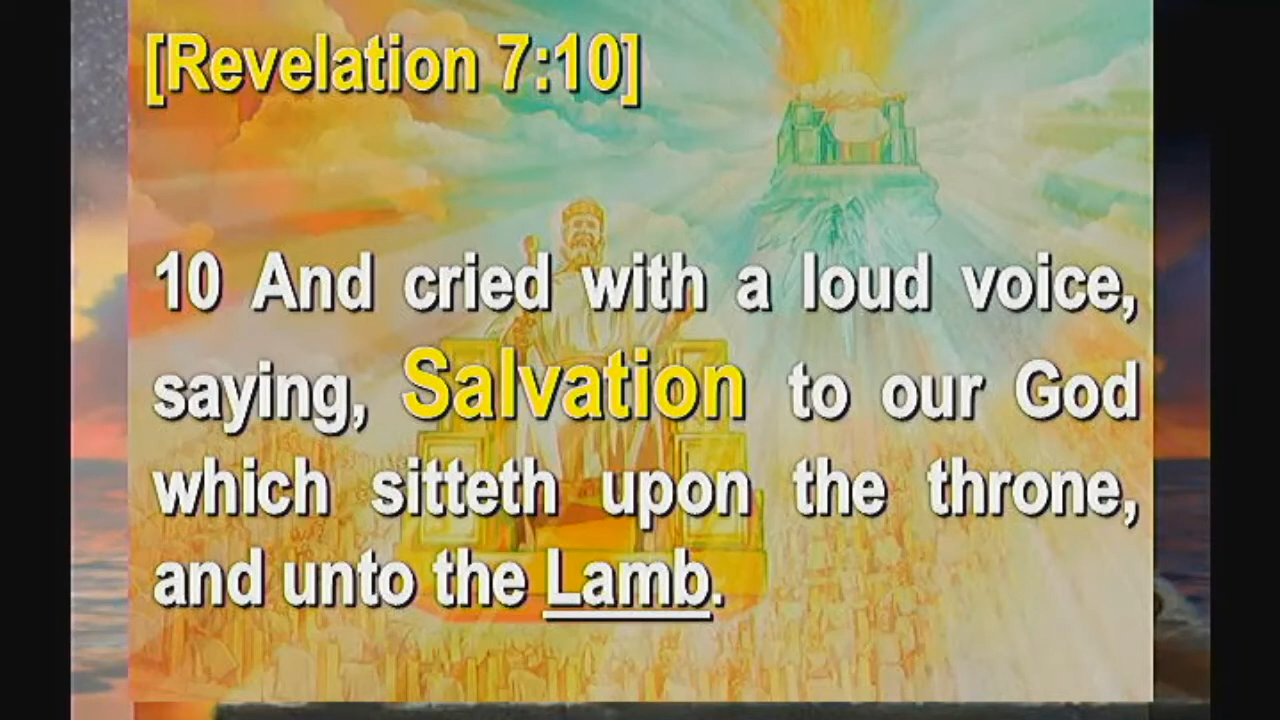 [Revelation 7:10]
10 And cried with a loud voice,
saying, Salvation to our God
which sitteth upon the throne,
and unto the Lamb.